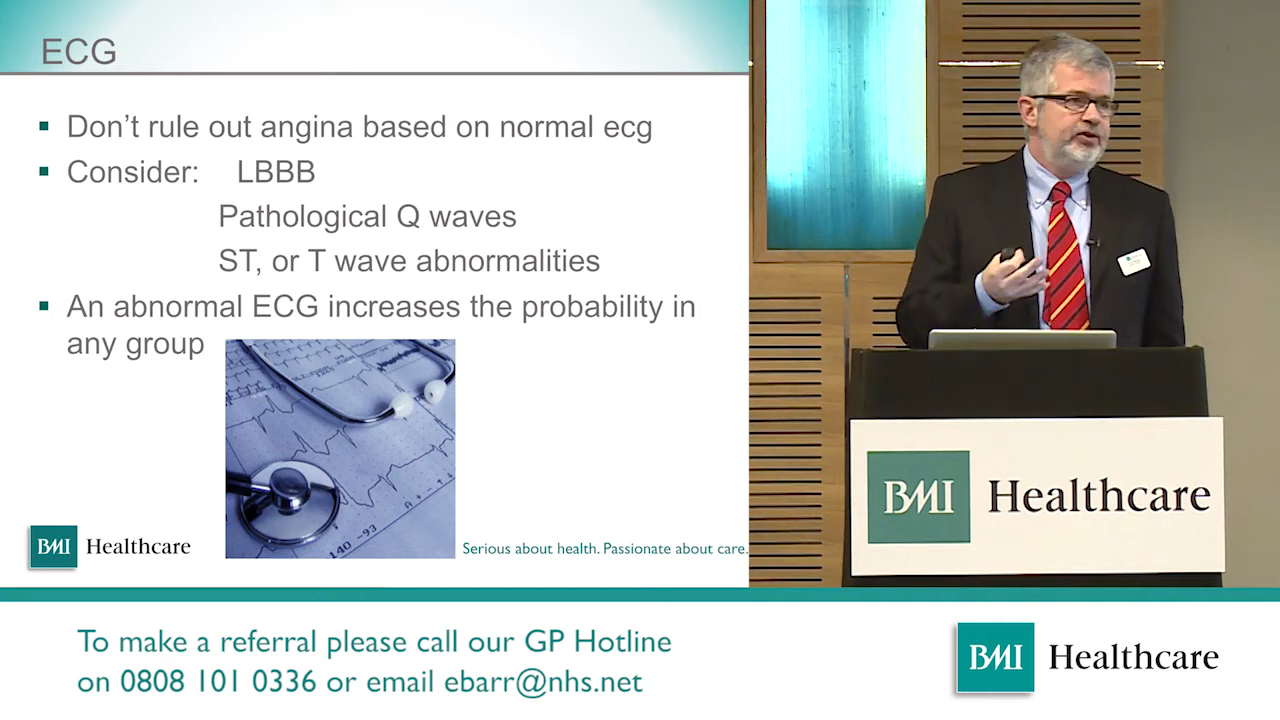 ECG
Don't rule out angina based on normal ecg
Consider: LBBB
Pathological Q waves
ST, or T wave abnormalities
An abnormal ECG increases the probability in
any group
140 -93
BMI Healthcare
Serious about health. Passionate about care.
BMI Healthcare
To make a referral please call our GP Hotline
on 0808 101 0336 or email ebarr@nhs.net
BMI Healthcare